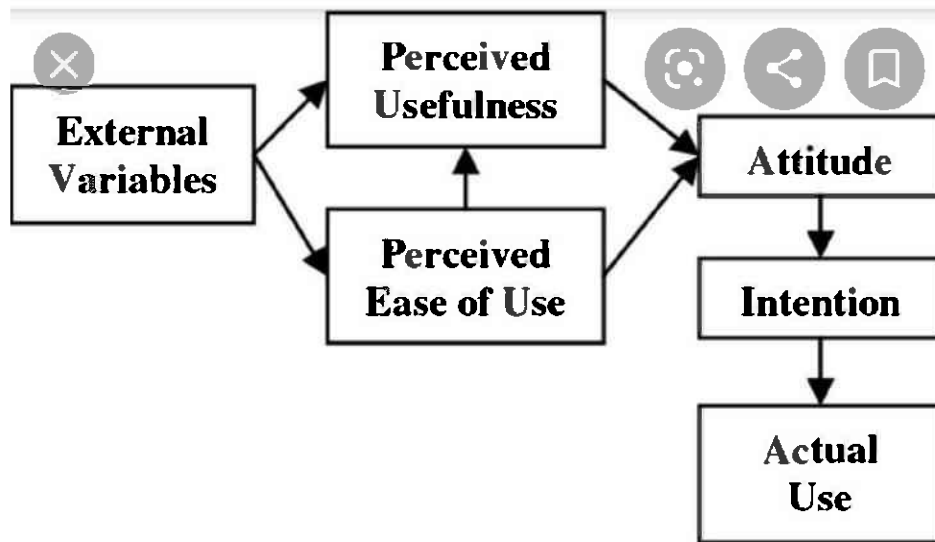 Perceived
Usefulness
External
Variables
Attitude
Perceived
Ease of Use
Intention
Actual
Use